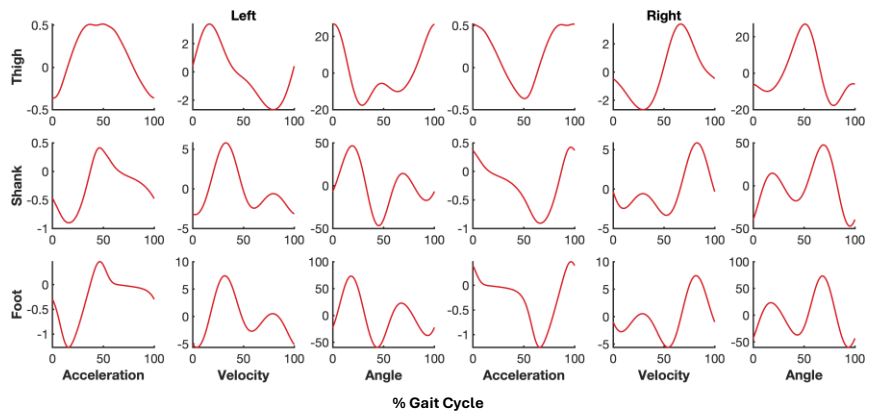 Left Right
Thigh
0.5 2 20 0.5 2 20
0 0 0 0 0 0
-0.5 -2 -20 -0.5 -2 -20
0 50 100 0 50 100 0 50 100 0 50 100 0 50 100 0 50 100
Shank
0.5 5 50 0.5 5 50
0 0 0 0 0 0
-0.5 -0.5
-1 -5 -50 -1 -5 -50
0 50 100 0 50 100 0 50 100 0 50 100 0 50 100 0 50 100
Foot
10 100 10 100
0 5 50 0 5 50
-0.5 0 0 -0.5 0 0
-1 -5 -50 -1 -5 -50
0 50 100 0 50 100 0 50 100 0 50 100 0 50 100 0 50 100
Acceleration Velocity Angle Acceleration Velocity Angle
% Gait Cycle